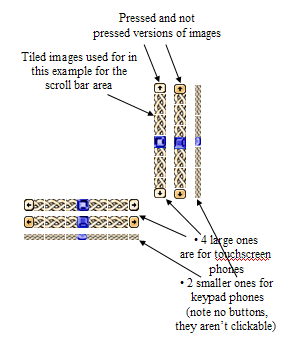 Pressed and not
pressed versions of images
Tiled images used for in
this example for the
scroll bar area
• 4 large ones
are for touchscreen
phones
• 2 smaller ones for
keypad phones
(note no buttons,
they aren't clickable)